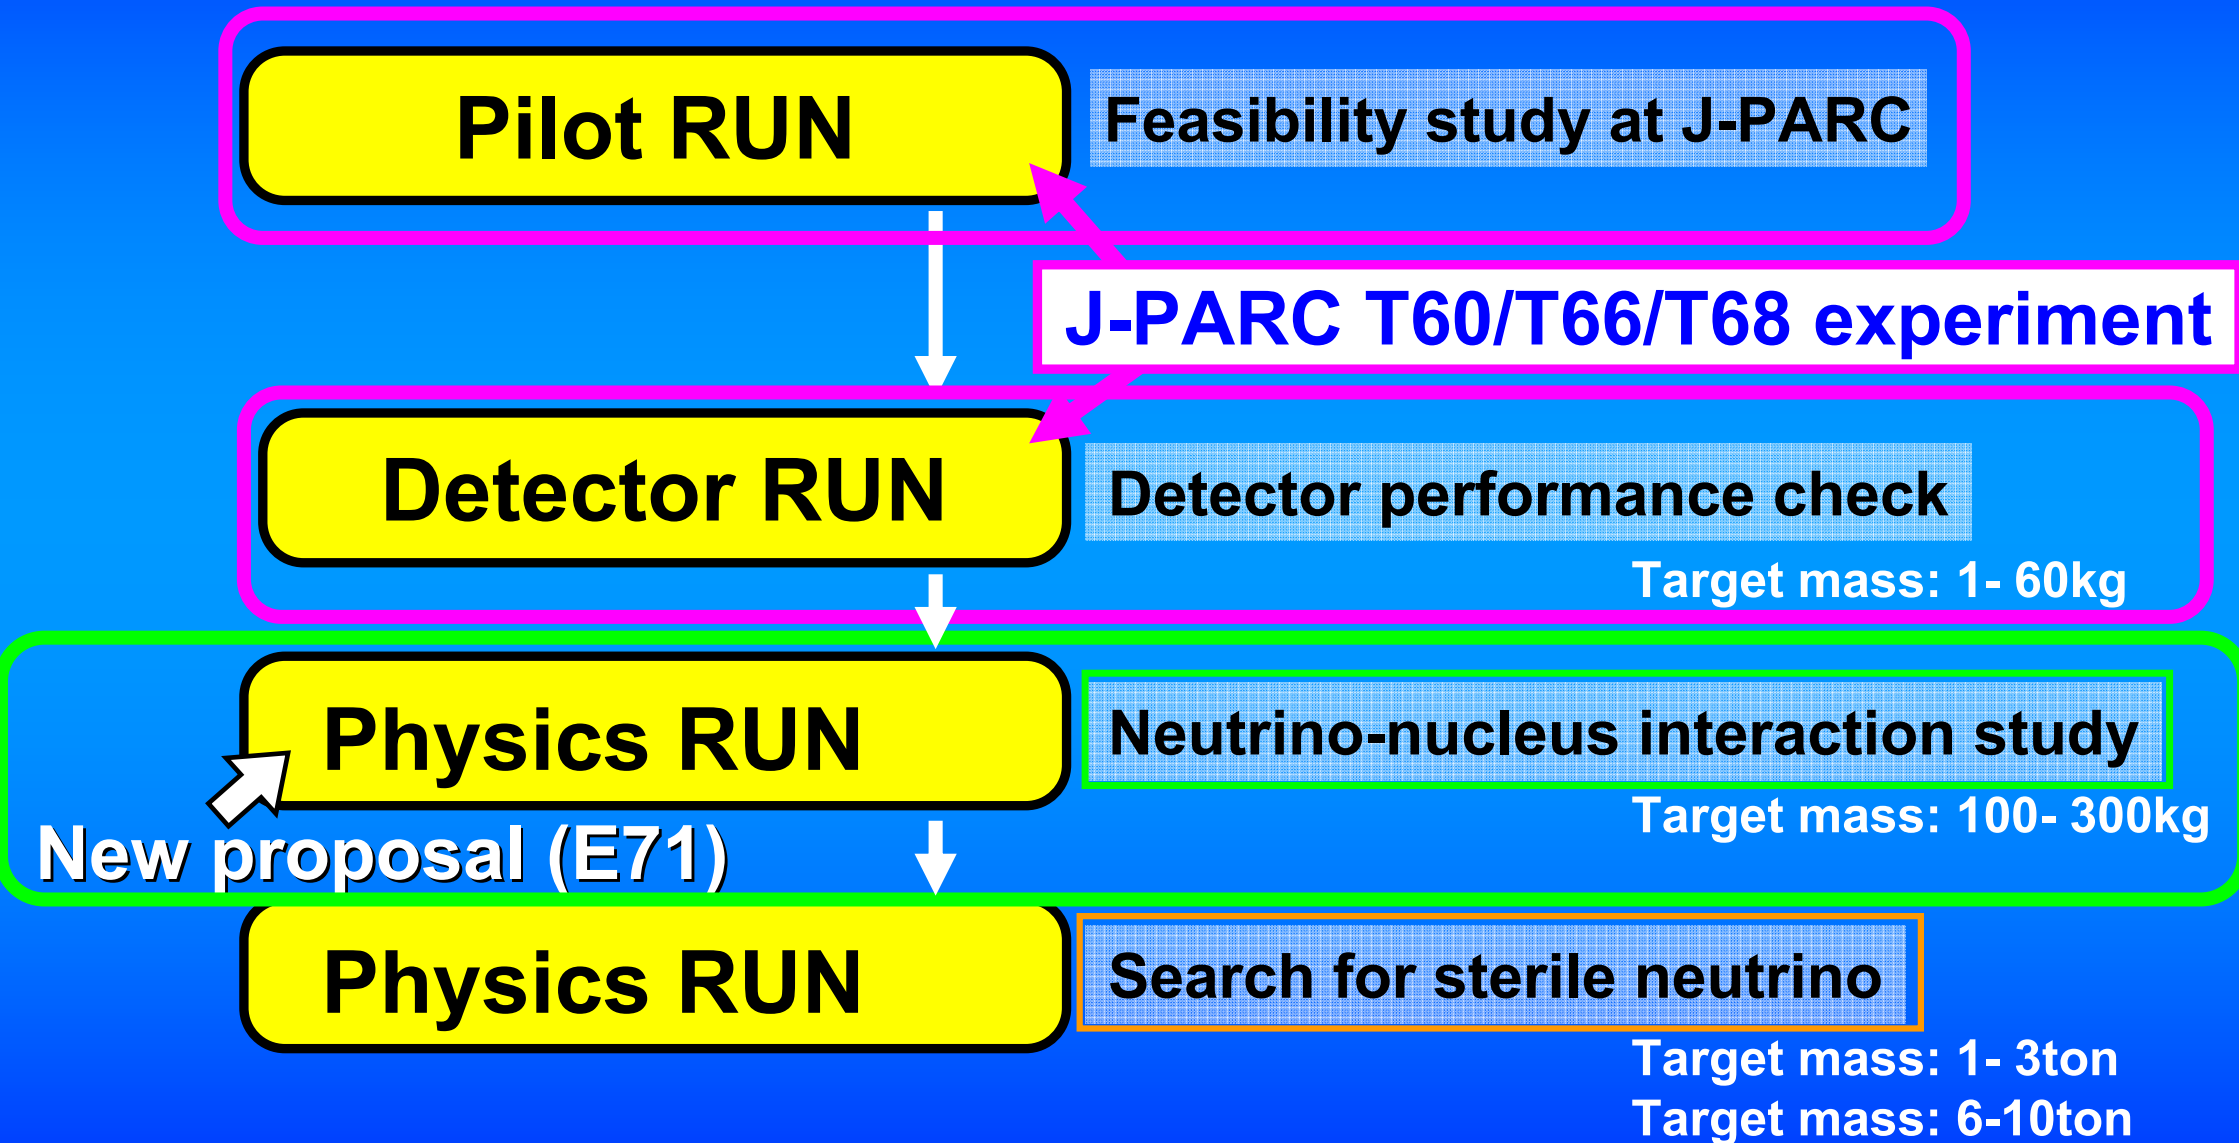 Pilot RUN
Feasibility study at J-PARC
J-PARC T60/T66/T68 experiment
Detector RUN
Detector performance check
Target mass: 1- 60kg
Physics RUN
Neutrino-nucleus interaction study
Target mass: 100- 300kg
New proposal (E71)
Physics RUN
Search for sterile neutrino
Target mass: 1- 3ton
Target mass: 6-10ton